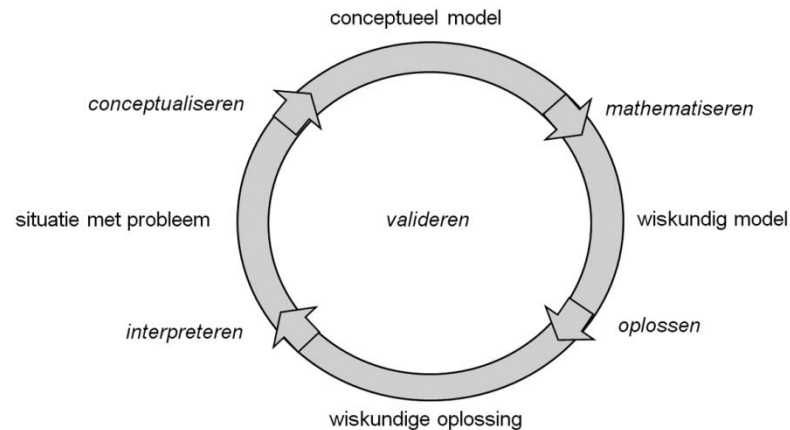 conceptueel model
conceptualiseren
mathematiseren
situatie met probleem
valideren
wiskundig model
interpreteren
oplossen
wiskundige oplossing